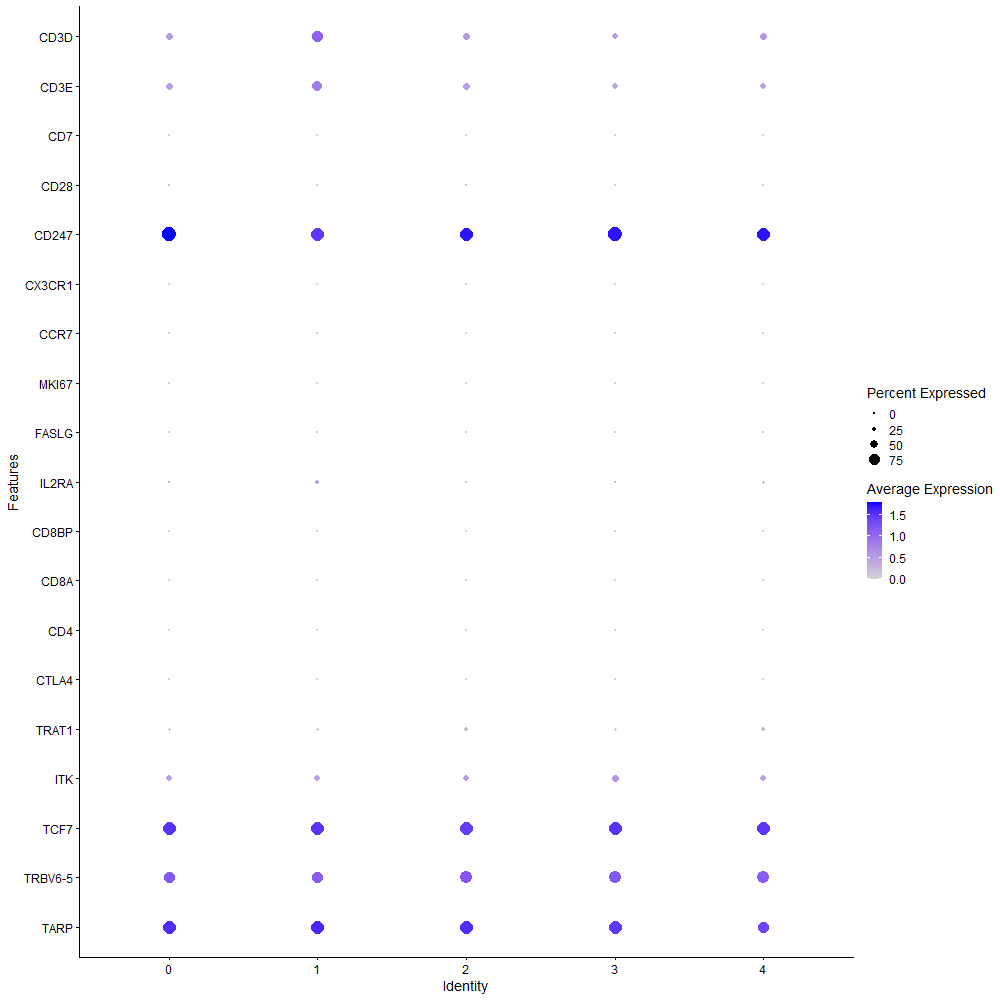 CD3D
CD3E
CD7
CD28
CD247
CX3CR1
CCR7
MKI67
FASLG
IL2RA
CD8BP
CD8A
CD4
CTLA4
TRAT1
ITK
TCF7
TRBV6-5
TARP
Features
0 1 2 3 4
Identity
Percent Expressed
0
25
50
75
Average Expression
1.5
1.0
0.5
0.0